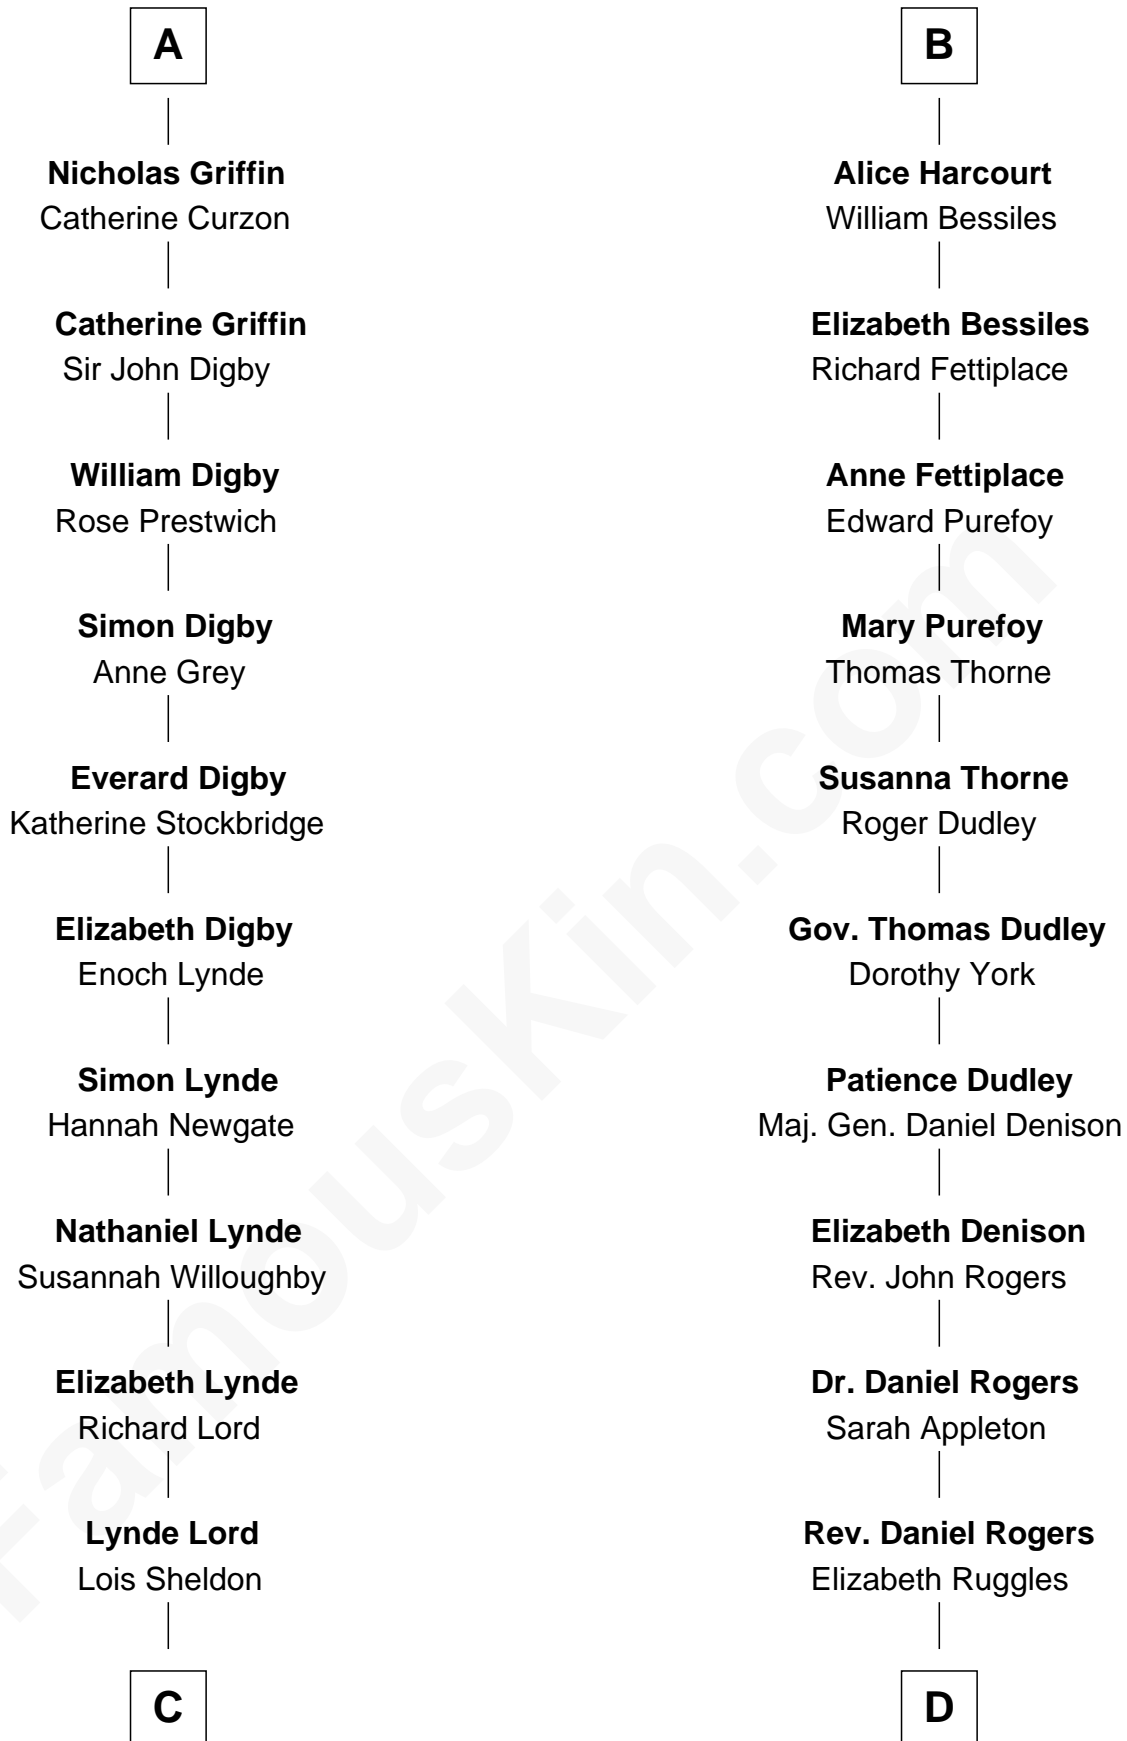 A
Nicholas Griffin
Catherine Curzon
Catherine Griffin
Sir John Digby
William Digby
Rose Prestwich
Simon Digby
Anne Grey
Everard Digby
Katherine Stockbridge
Elizabeth Digby
Enoch Lynde
Simon Lynde
Hannah Newgate
Nathaniel Lynde
Susannah Willoughby
Elizabeth Lynde
Richard Lord
Lynde Lord
Lois Sheldon
C
B
Alice Harcourt
William Bessiles
Elizabeth Bessiles
Richard Fettiplace
Anne Fettiplace
Edward Purefoy
Mary Purefoy
Thomas Thorne
Susanna Thorne
Roger Dudley
Gov. Thomas Dudley
Dorothy York
Patience Dudley
Maj. Gen. Daniel Denison
Elizabeth Denison
Rev. John Rogers
Dr. Daniel Rogers
Sarah Appleton
Rev. Daniel Rogers
Elizabeth Ruggles
D
FamousKin.com